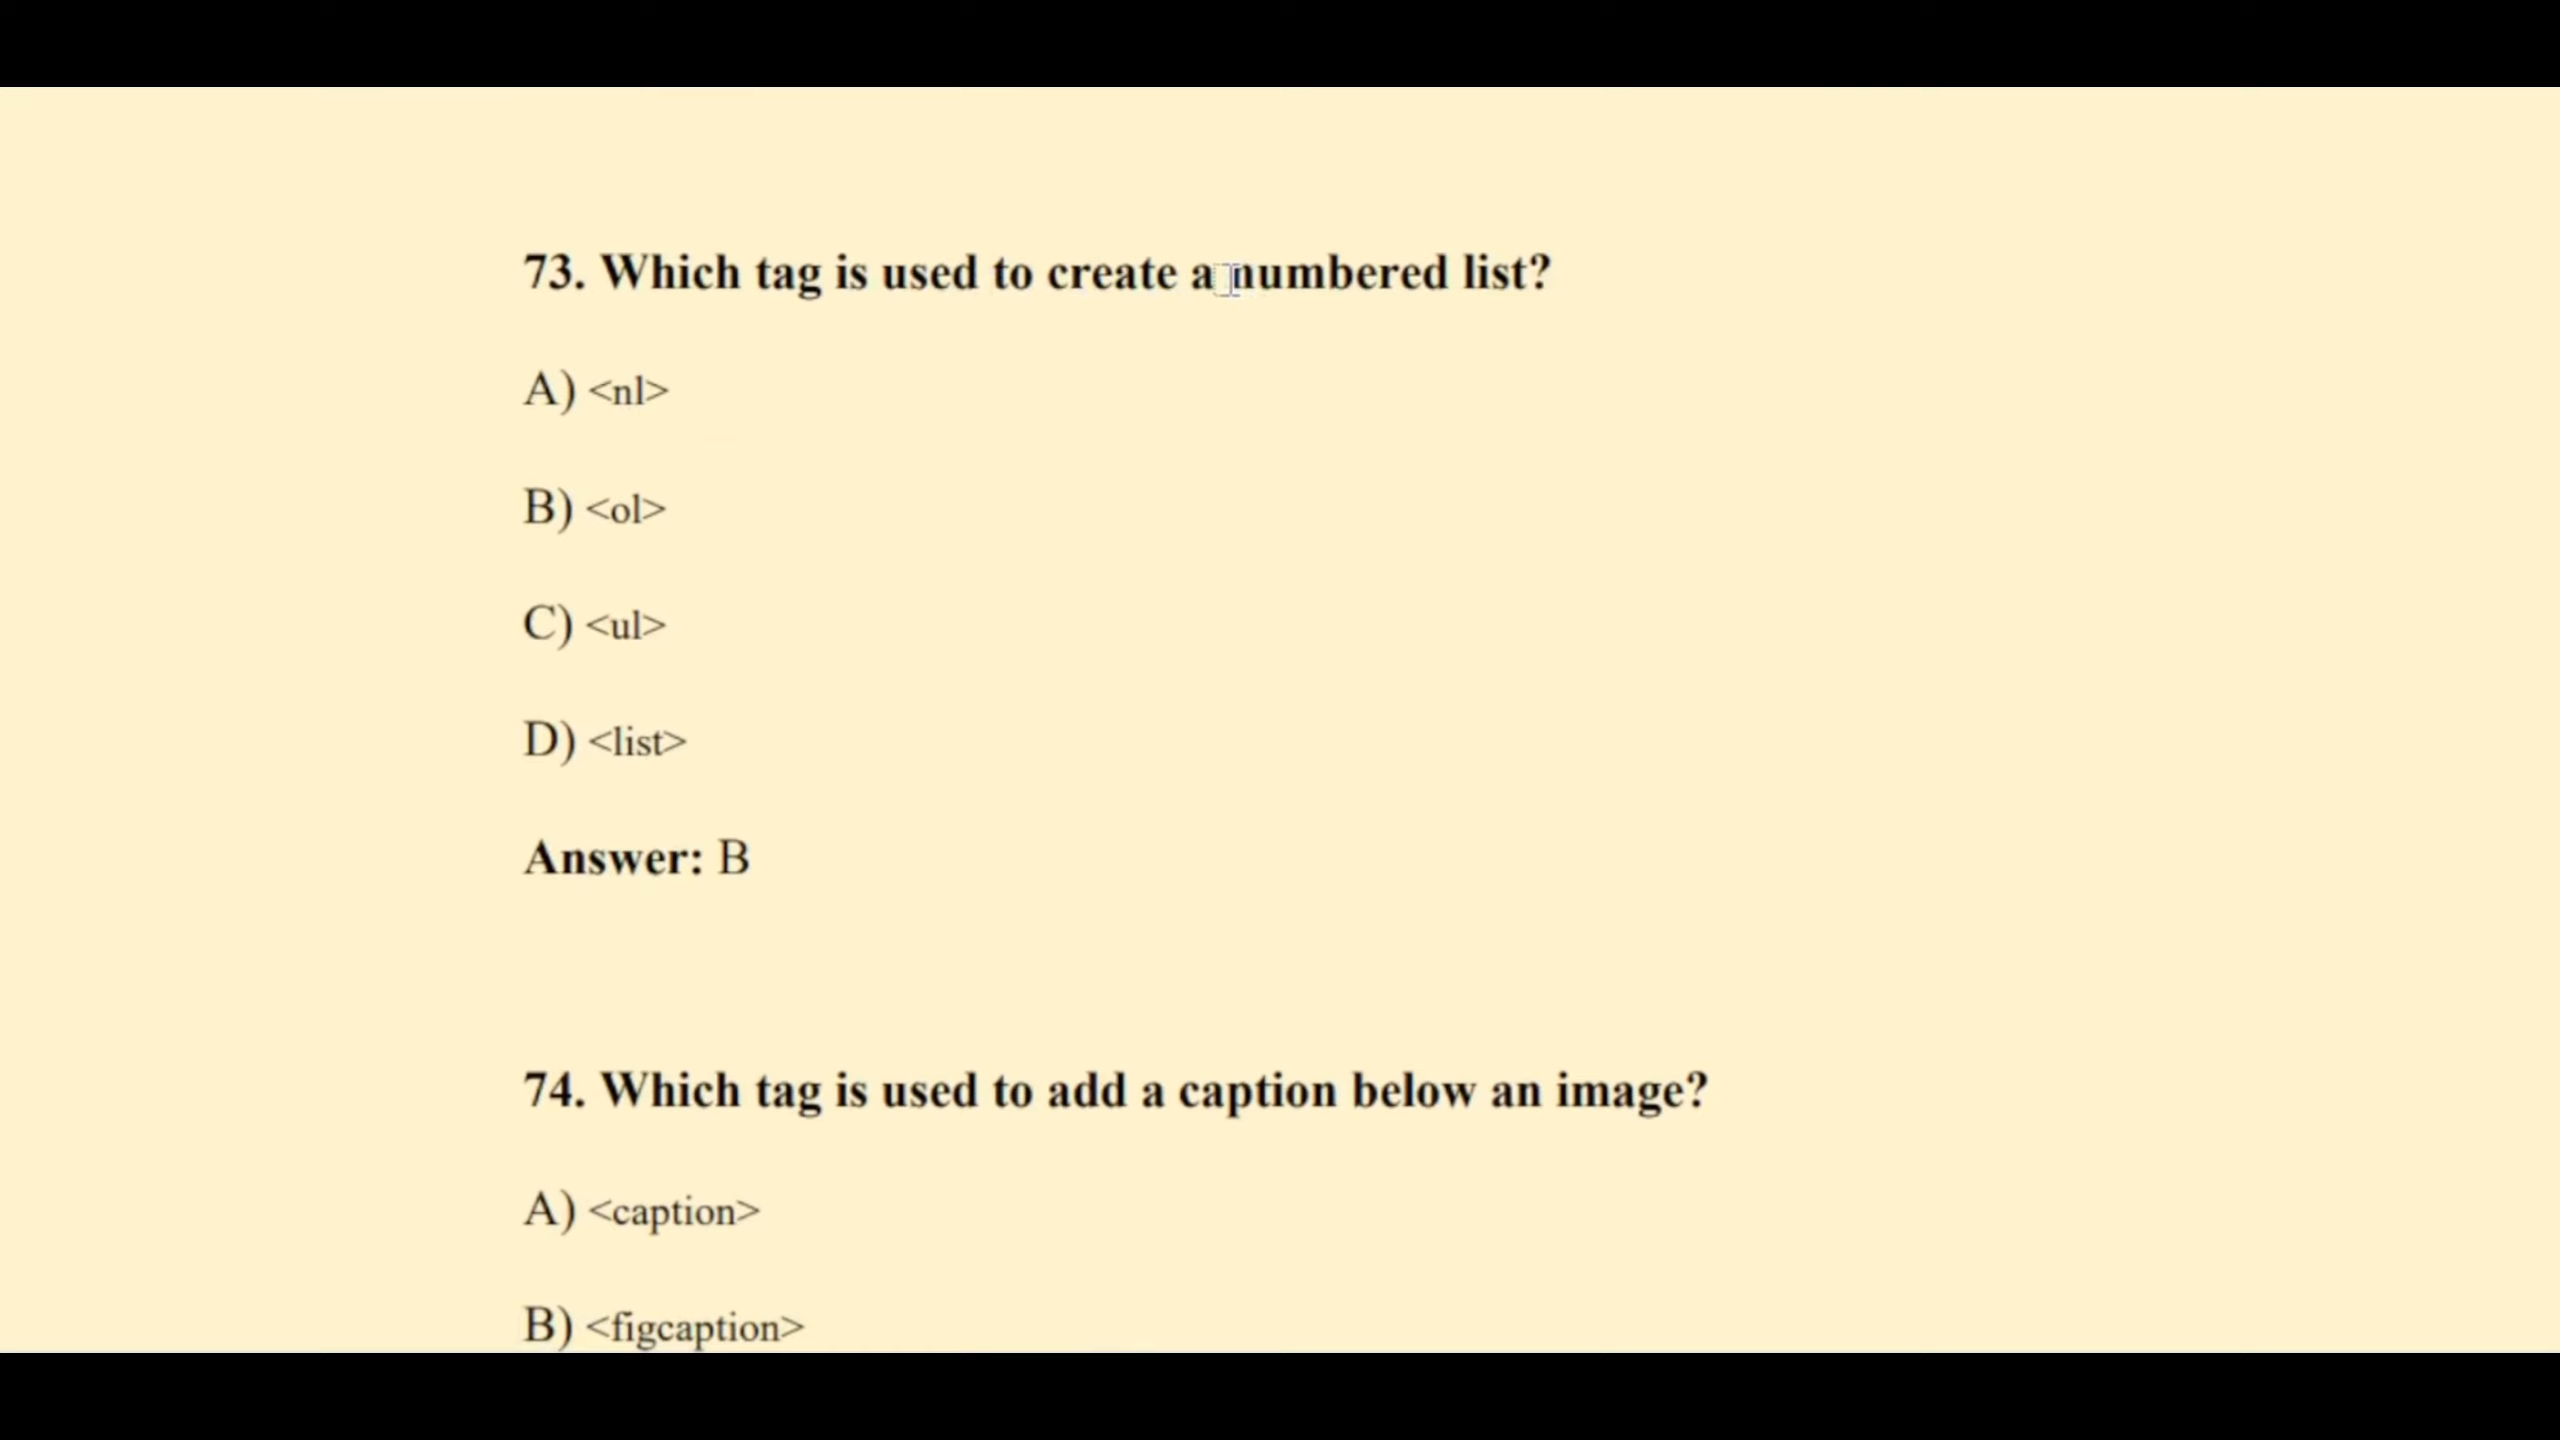 73. Which tag is used to create a numbered list?
A) <nl>
B) <ol>
C) <ul>
D) <list>
Answer: B
74. Which tag is used to add a caption below an image?
A) <caption>
B) <figcaption>